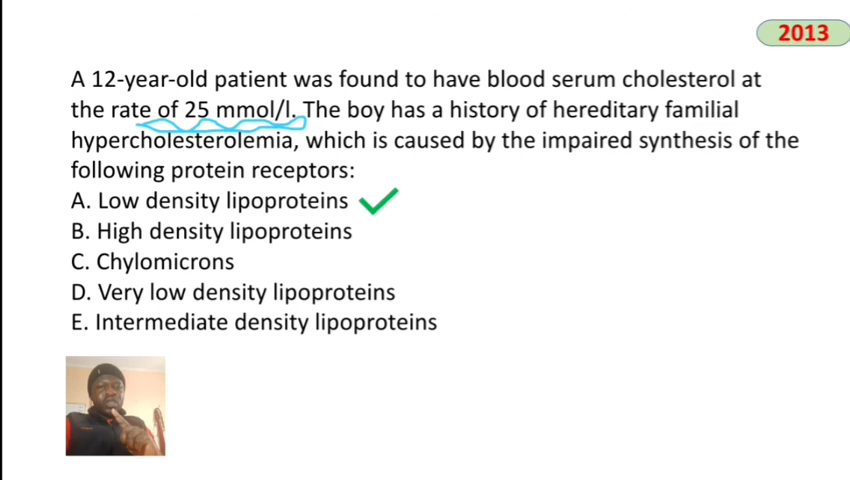 2013
A 12-year-old patient was found to have blood serum cholesterol at
the rate of 25 mmol/l. The boy has a history of hereditary familial
hypercholesterolemia, which is caused by the impaired synthesis of the
following protein receptors:
A. Low density lipoproteins
B. High density lipoproteins
C. Chylomicrons
D. Very low density lipoproteins
E. Intermediate density lipoproteins